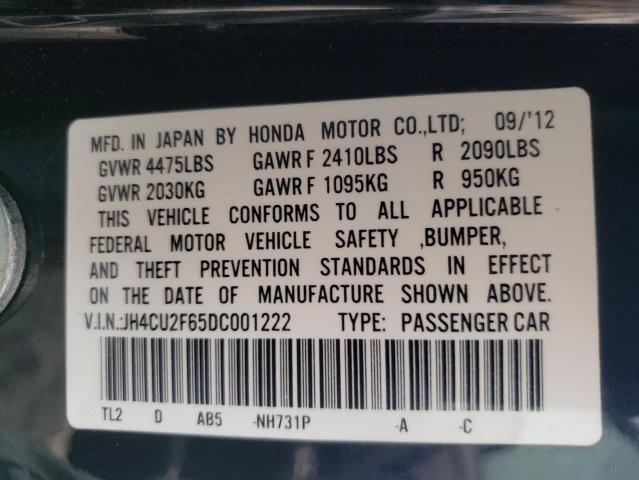 MFD. IN JAPAN BY HONDA MOTOR CO.,LTD; 09/'12
GVWR 4475LBS GAWR F 2410LBS R 2090LBS
GVWR 2030KG GAWR F 1095KG R 950KG
THIS VEHICLE CONFORMS TO ALL APPLICABLE
FEDERAL MOTOR VEHICLE SAFETY ,BUMPER,
AND THEFT PREVENTION STANDARDS IN EFFECT
ON THE DATE OF MANUFACTURE SHOWN ABOVE.
V.I.N.:JH4CU2F65DC001222 TYPE: PASSENGER CAR
TL2 D AB5 -NH731P -A -C